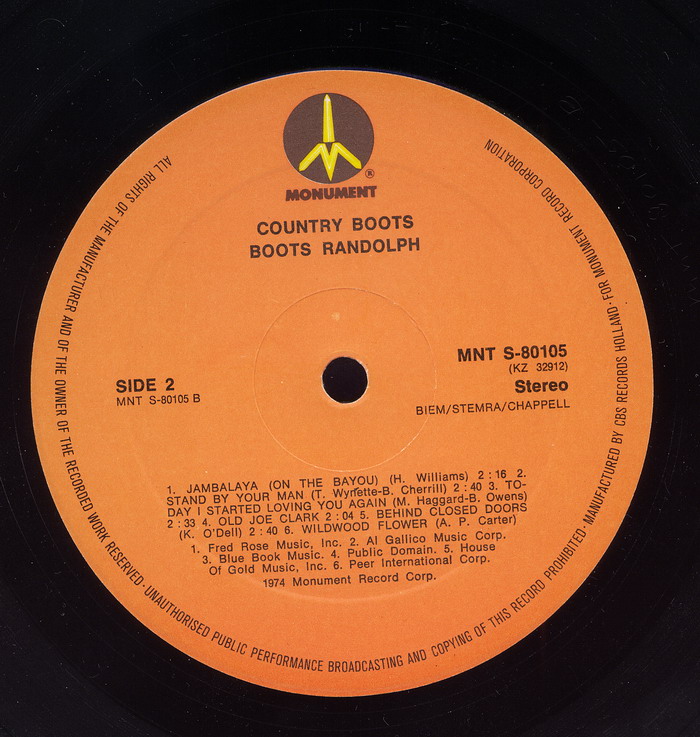 MONUMENT®
COUNTRY BOOTS
BOOTS RANDOLPH
MNT S-80105
(KZ 32912)
SIDE 2
Stereo
MNT S-80105 B
BIEM/STEMRA/CHAPPELL
1. JAMBALAYA (ON THE BAYOU) (H. Williams) 2:16 2.
STAND BY YOUR MAN (T. Wynette-B. Cherrill) 2:40 3. TO-
DAY I STARTED LOVING YOU AGAIN (M. Haggard-B. Owens)
2:33 4. OLD JOE CLARK 2:04 5. BEHIND CLOSED DOORS
(K. O'Dell) 2:40 6. WILDWOOD FLOWER (A. P. Carter)
1. Fred Rose Music, Inc. 2. Al Gallico Music Corp.
3. Blue Book Music. 4. Public Domain. 5. House
Of Gold Music, Inc. 6. Peer International Corp.
1974 Monument Record Corp.
ALL RIGHTS OF THE MANUFACTURER AND OF THE OWNER OF THE RECORDED WORK RESERVED · UNAUTHORISED PUBLIC PERFORMANCE BROADCASTING AND COPYING OF THIS RECORD PROHIBITED · MANUFACTURED BY CBS RECORDS HOLLAND · FOR MONUMENT RECORD CORPORATION